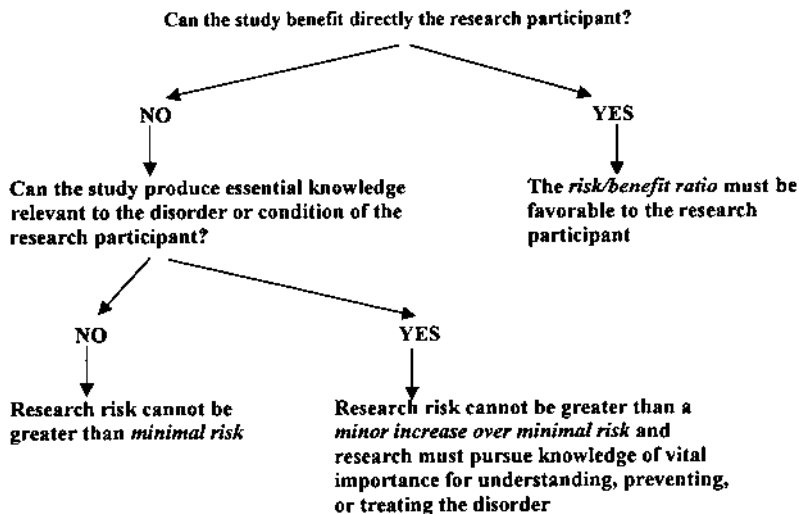 Can the study benefit directly the research participant?
NO
YES
Can the study produce essential knowledge
relevant to the disorder or condition of the
research participant?
The risk/benefit ratio must be
favorable to the research
participant
NO
YES
Research risk cannot be
greater than minimal risk
Research risk cannot be greater than a
minor increase over minimal risk and
research must pursue knowledge of vital
importance for understanding, preventing,
or treating the disorder